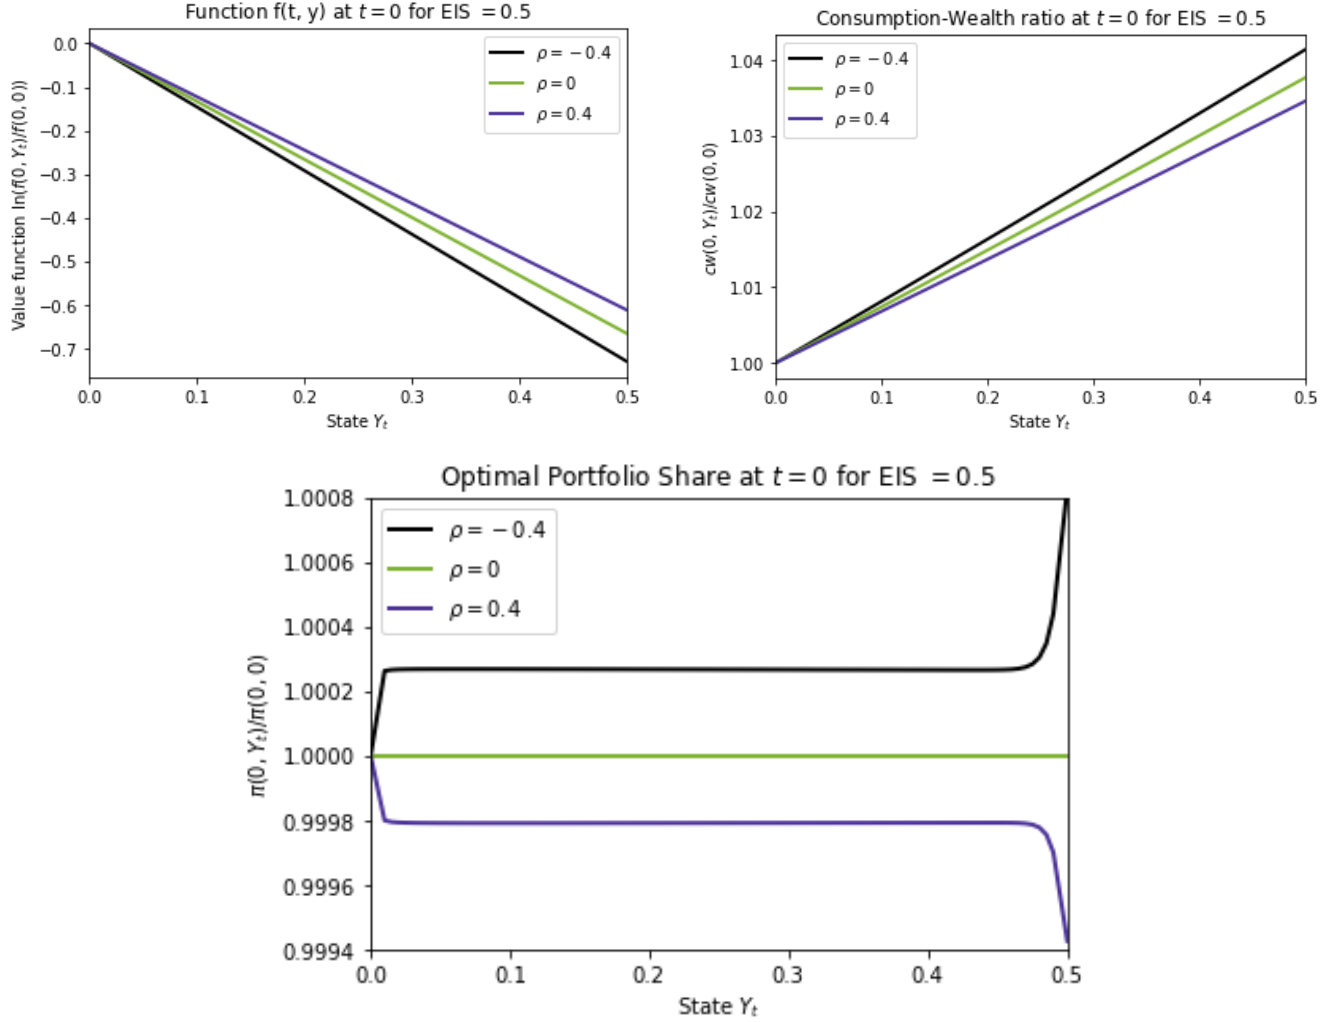 Function f(t, y) at t = 0 for EIS = 0.5
Value function ln(f(0, Y_t)/f(0, 0))
0.0
−0.1
−0.2
−0.3
−0.4
−0.5
−0.6
−0.7
ρ = −0.4
ρ = 0
ρ = 0.4
0.0 0.1 0.2 0.3 0.4 0.5
State Y_t
Consumption-Wealth ratio at t = 0 for EIS = 0.5
cw(0, Y_t)/cw(0, 0)
1.04
1.03
1.02
1.01
1.00
ρ = −0.4
ρ = 0
ρ = 0.4
0.0 0.1 0.2 0.3 0.4 0.5
State Y_t
Optimal Portfolio Share at t = 0 for EIS = 0.5
π(0, Y_t)/π(0, 0)
1.0008
1.0006
1.0004
1.0002
1.0000
0.9998
0.9996
0.9994
ρ = −0.4
ρ = 0
ρ = 0.4
0.0 0.1 0.2 0.3 0.4 0.5
State Y_t